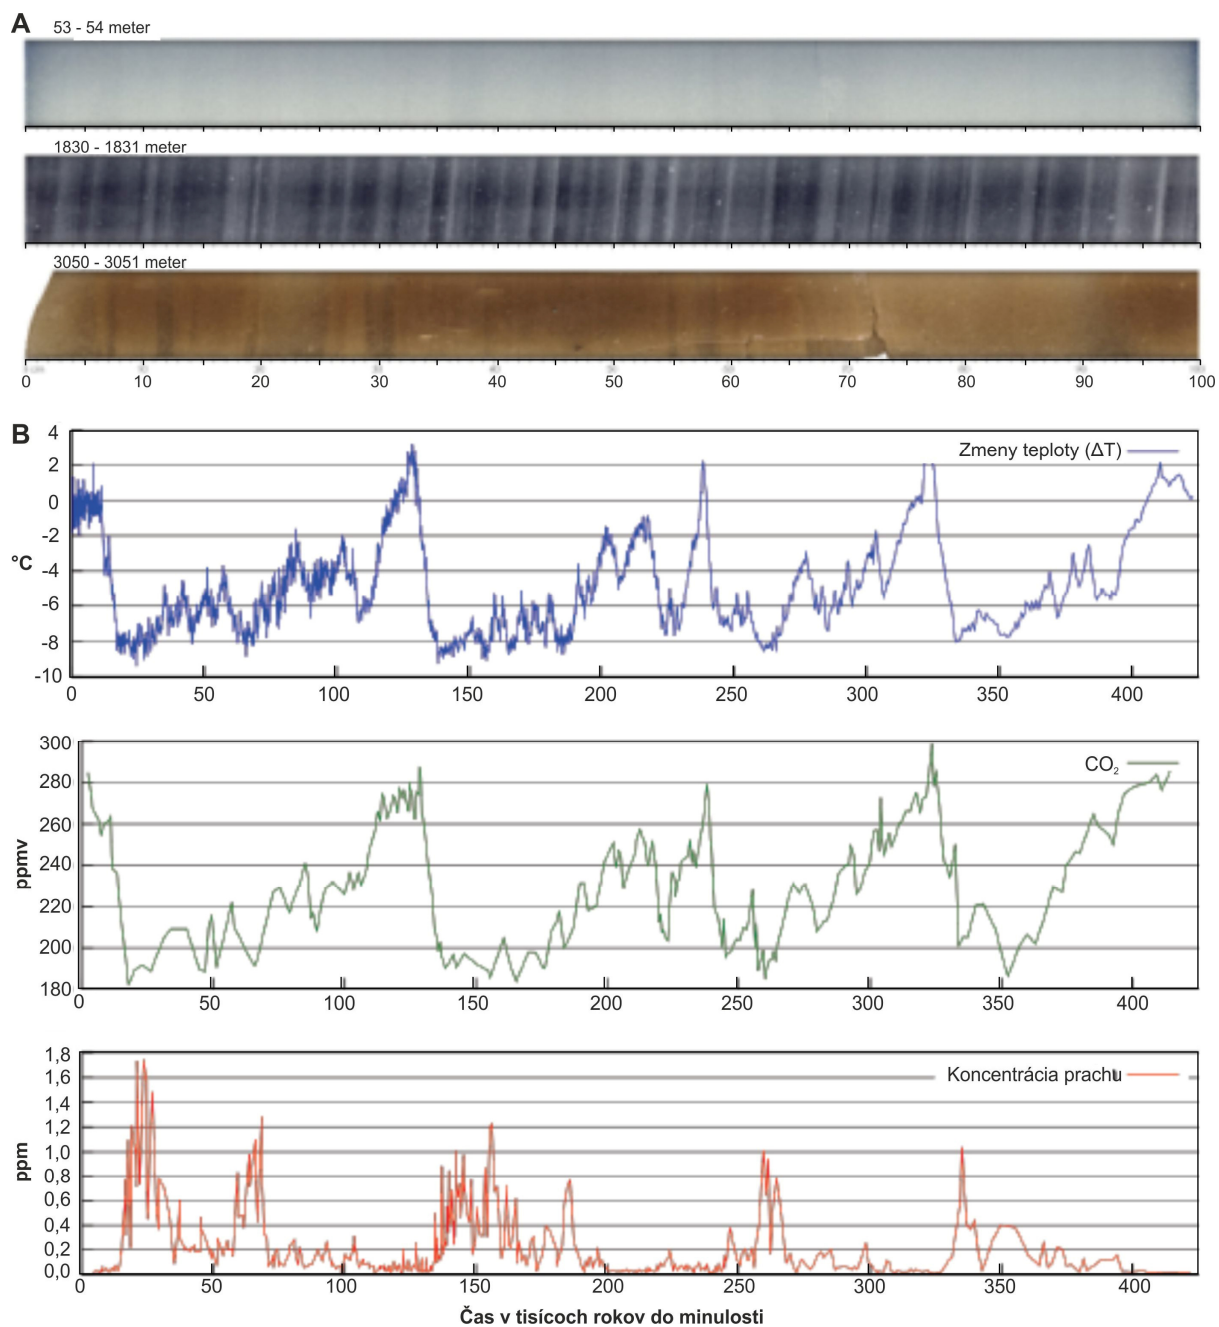 A
53 - 54 meter
1830 - 1831 meter
3050 - 3051 meter
0 10 20 30 40 50 60 70 80 90 100
B
4
2
0
-2
-4
-6
-8
-10
°C
Zmeny teploty (ΔT)
0 50 100 150 200 250 300 350 400
300
280
260
240
220
200
180
ppmv
CO₂
0 50 100 150 200 250 300 350 400
1,8
1,6
1,4
1,2
1,0
0,8
0,6
0,4
0,2
0,0
ppm
Koncentrácia prachu
0 50 100 150 200 250 300 350 400
Čas v tisícoch rokov do minulosti